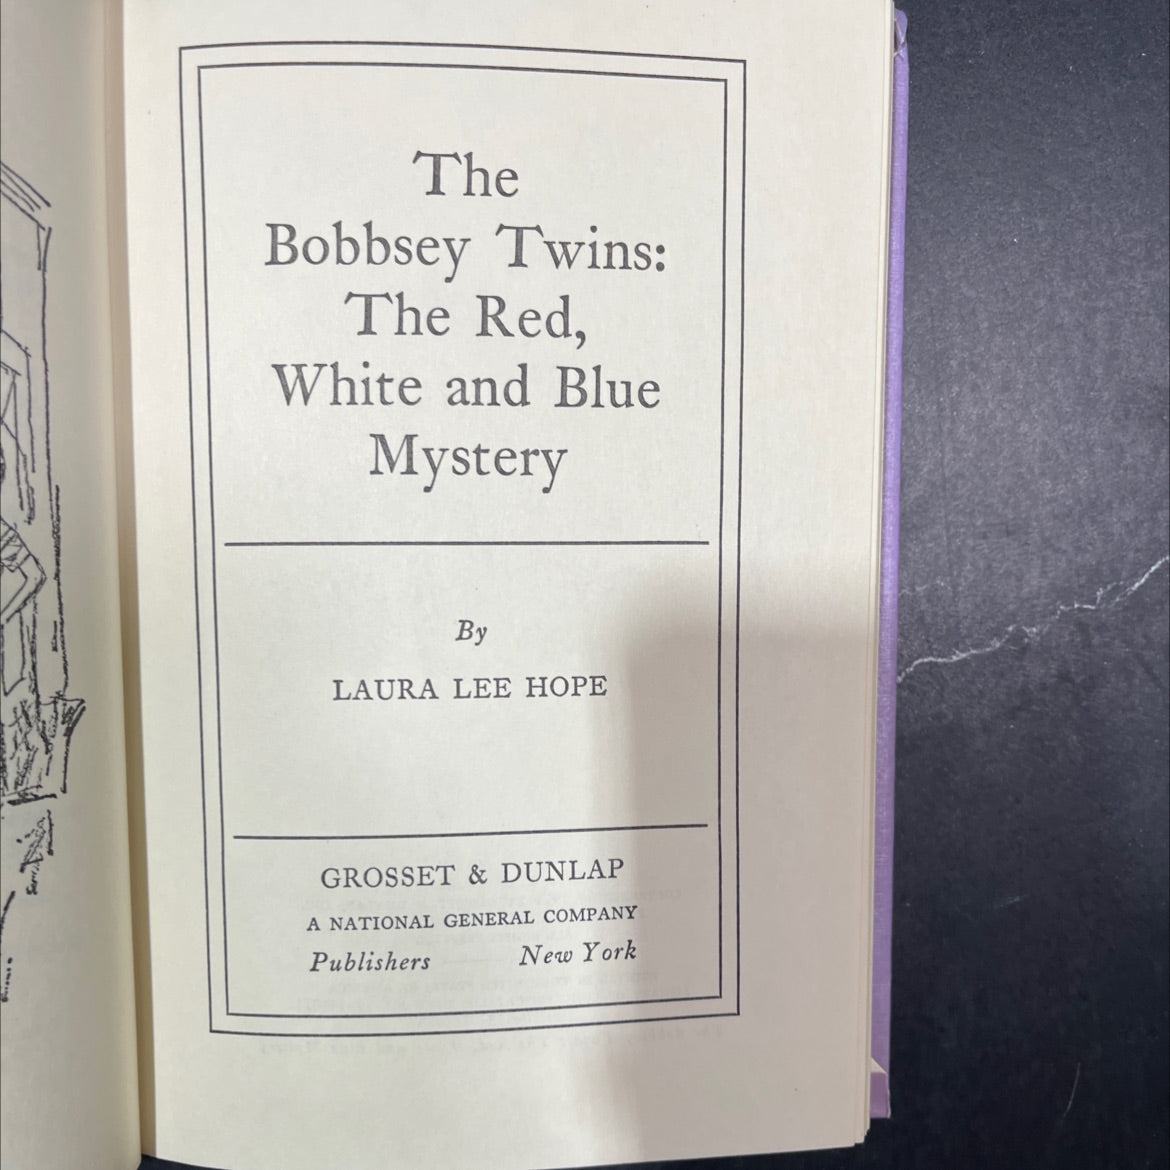 The
Bobbsey Twins:
The Red,
White and Blue
Mystery
By
LAURA LEE HOPE
GROSSET & DUNLAP
A NATIONAL GENERAL COMPANY
Publishers New York